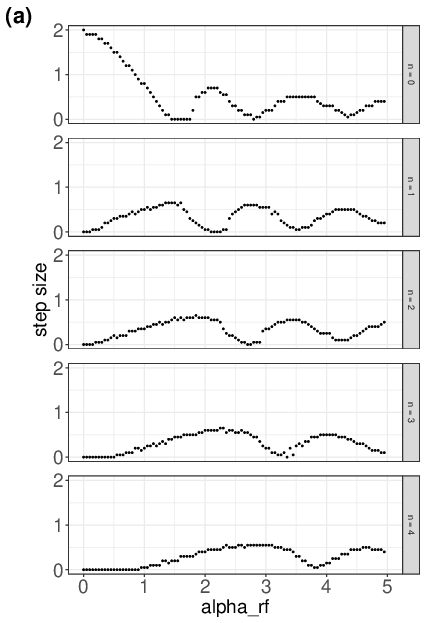 (a)
2
1
0
n = 0
2
1
0
n = 1
step size
2
1
0
n = 2
2
1
0
n = 3
2
1
0
n = 4
0 1 2 3 4 5
alpha_rf